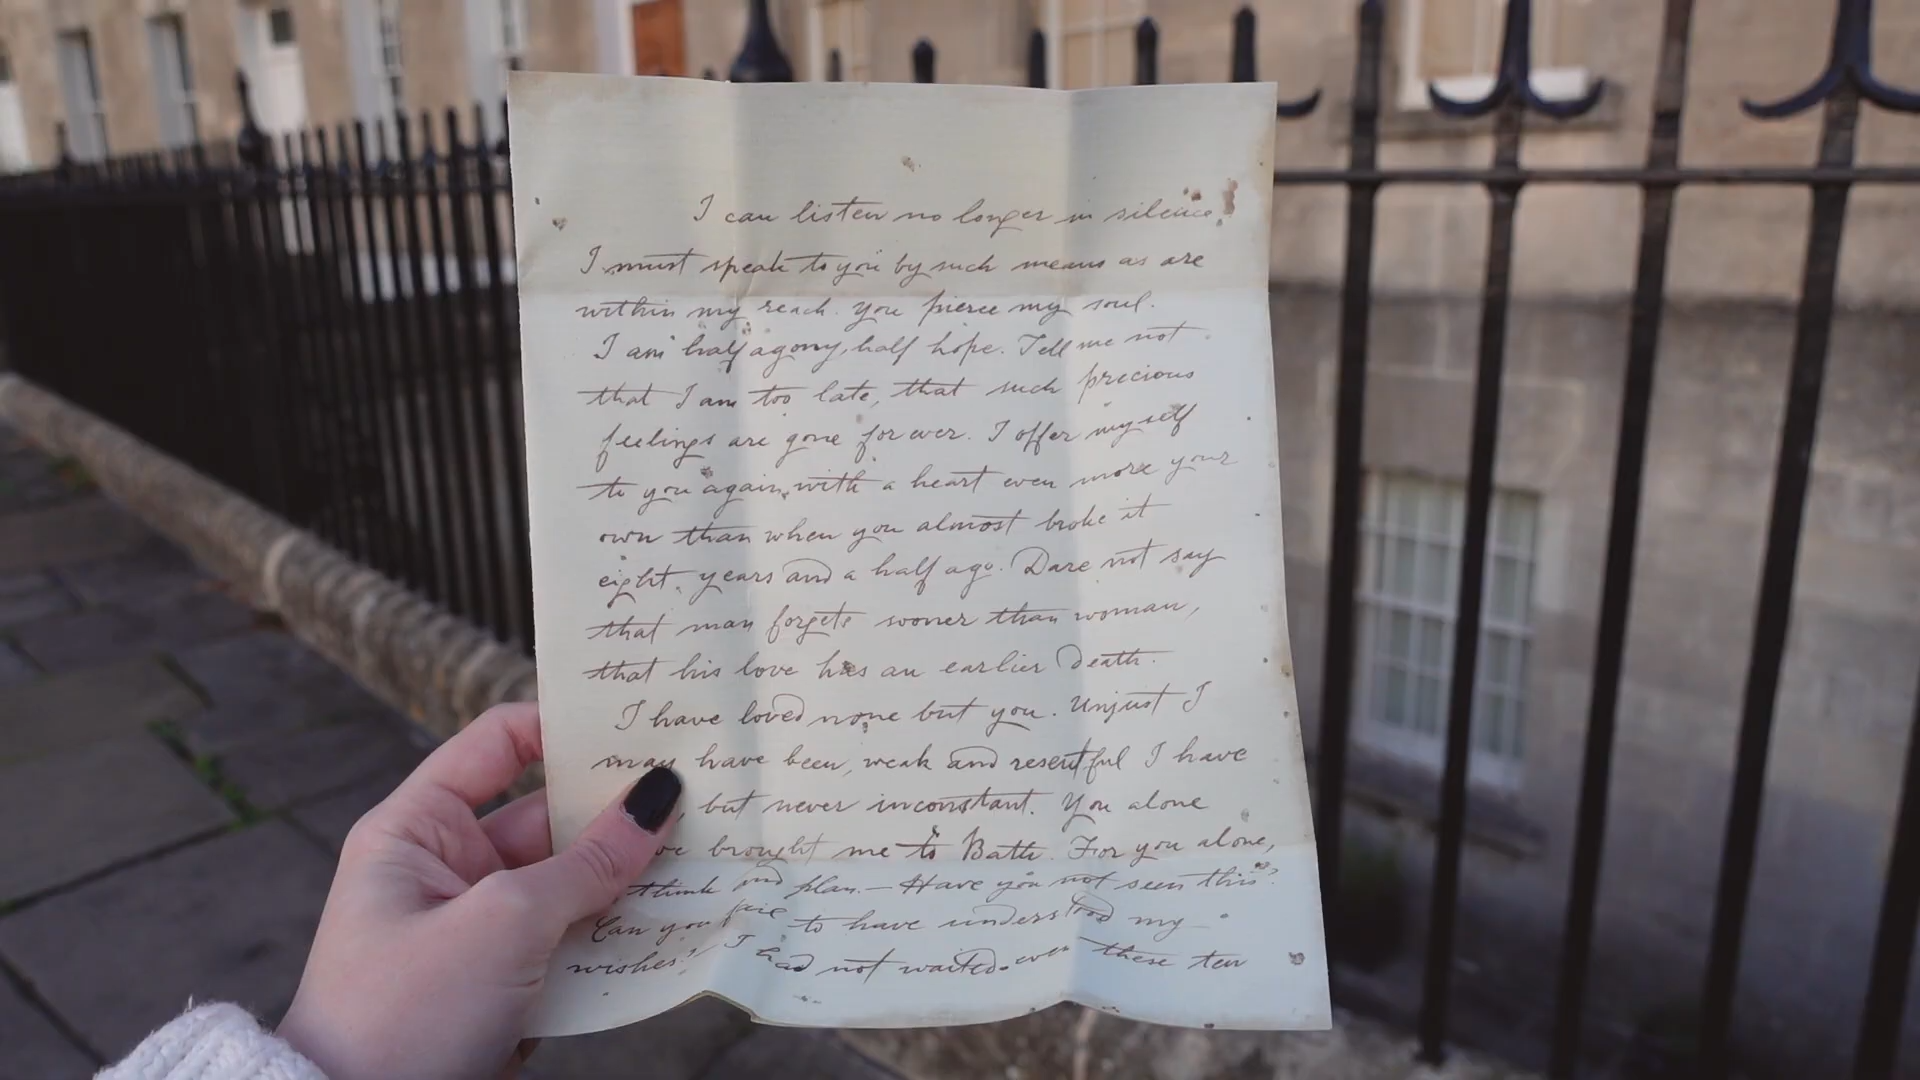 I can listen no longer in silence.
I must speak to you by such means as are
within my reach. You pierce my soul.
I am half agony, half hope. Tell me not
that I am too late, that such precious
feelings are gone for ever. I offer myself
to you again with a heart even more your
own than when you almost broke it
eight years and a half ago. Dare not say
that man forgets sooner than woman,
that his love has an earlier death.
I have loved none but you. Unjust I
may have been, weak and resentful I have
, but never inconstant. You alone
brought me to Bath. For you alone,
think and plan. — Have you not seen this?
Can you fail to have understood my
wishes? I had not waited even these ten